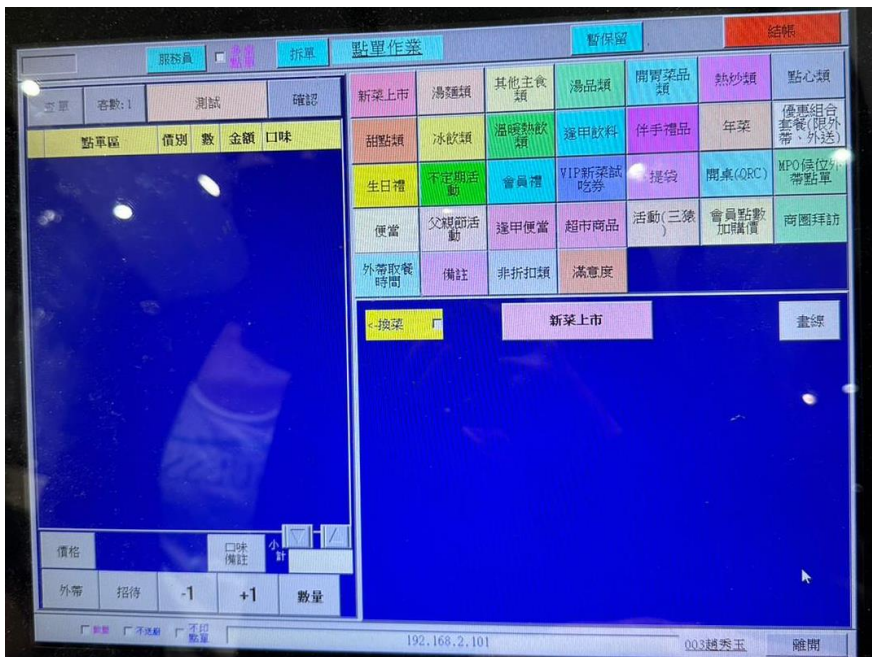 服務員
拆單
點單作業
暫保留
結帳
查單
客數:1
測試
確認
點單區 價別 數 金額 口味
新菜上市
湯麵類
其他主食
類
湯品類
開胃菜品
類
熱炒類
點心類
甜點類
冰飲類
溫暖熱飲
類
逢甲飲料
伴手禮品
年菜
優惠組合
套餐(限外
帶、外送)
生日禮
不定期活
動
會員禮
VIP新菜試
吃券
提袋
開桌(QRC)
MPO候位外
帶點單
便當
父親節活
動
逢甲便當
超市商品
活動(三猿
)
會員點數
加購價
商圈拜訪
外帶取餐
時間
備註
非折扣類
滿意度
<-換菜
新菜上市
畫線
價格
口味
備註
小
計
外帶
招待
-1
+1
數量
不送廚
不印
點單
192.168.2.101
003趙秀玉
離開